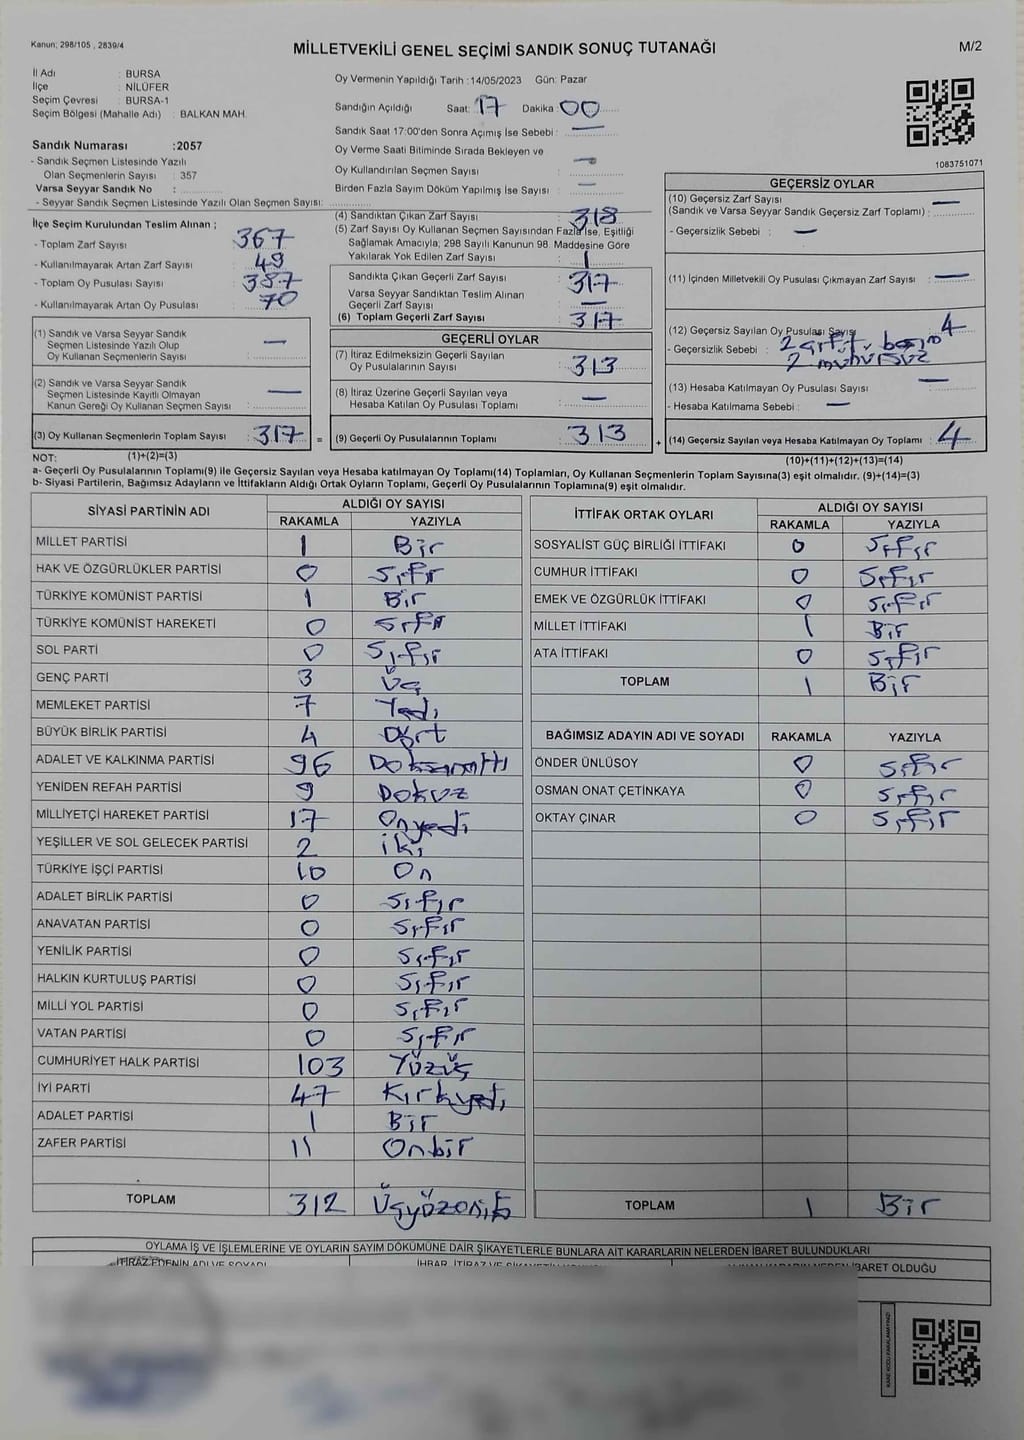 Kanun; 298/105 , 2839/4
MİLLETVEKİLİ GENEL SEÇİMİ SANDIK SONUÇ TUTANAĞI
M/2
İl Adı : BURSA
İlçe : NİLÜFER
Seçim Çevresi : BURSA-1
Seçim Bölgesi (Mahalle Adı) : BALKAN MAH.
Sandık Numarası :2057
- Sandık Seçmen Listesinde Yazılı
Olan Seçmenlerin Sayısı : 357
Varsa Seyyar Sandık No :
- Seyyar Sandık Seçmen Listesinde Yazılı Olan Seçmen Sayısı:
Oy Vermenin Yapıldığı Tarih :14/05/2023 Gün: Pazar
Sandığın Açıldığı Saat: 17 Dakika : 00
Sandık Saat 17:00'den Sonra Açımış İse Sebebi : —
Oy Verme Saati Bitiminde Sırada Bekleyen ve
Oy Kullandırılan Seçmen Sayısı : —
Birden Fazla Sayım Döküm Yapılmış İse Sayısı : —
1083751071
İlçe Seçim Kurulundan Teslim Alınan ;
- Toplam Zarf Sayısı : 367
- Kullanılmayarak Artan Zarf Sayısı : 49
- Toplam Oy Pusulası Sayısı : 387
- Kullanılmayarak Artan Oy Pusulası : 70
(1) Sandık ve Varsa Seyyar Sandık
Seçmen Listesinde Yazılı Olup
Oy Kullanan Seçmenlerin Sayısı : —
(2) Sandık ve Varsa Seyyar Sandık
Seçmen Listesinde Kayıtlı Olmayan
Kanun Gereği Oy Kullanan Seçmen Sayısı : —
(3) Oy Kullanan Seçmenlerin Toplam Sayısı : 317
(4) Sandıktan Çıkan Zarf Sayısı : 318
(5) Zarf Sayısı Oy Kullanan Seçmen Sayısından Fazla İse, Eşitliği
Sağlamak Amacıyla, 298 Sayılı Kanunun 98. Maddesine Göre
Yakılarak Yok Edilen Zarf Sayısı : 1
Sandıkta Çıkan Geçerli Zarf Sayısı : 317
Varsa Seyyar Sandıktan Teslim Alınan
Geçerli Zarf Sayısı : —
(6) Toplam Geçerli Zarf Sayısı : 317
GEÇERLİ OYLAR
(7) İtiraz Edilmeksizin Geçerli Sayılan
Oy Pusulasının Sayısı : 313
(8) İtiraz Üzerine Geçerli Sayılan veya
Hesaba Katılan Oy Pusulası Toplamı : —
= (9) Geçerli Oy Pusulalarının Toplamı : 313
GEÇERSİZ OYLAR
(10) Geçersiz Zarf Sayısı
(Sandık ve Varsa Seyyar Sandık Geçersiz Zarf Toplamı) : —
- Geçersizlik Sebebi : —
(11) İçinden Milletvekili Oy Pusulası Çıkmayan Zarf Sayısı : —
(12) Geçersiz Sayılan Oy Pusulası Sayısı : 4
- Geçersizlik Sebebi : 2 çift
2 mühürsüz
(13) Hesaba Katılmayan Oy Pusulası Sayısı : —
- Hesaba Katılmama Sebebi : —
+ (14) Geçersiz Sayılan veya Hesaba Katılmayan Oy Toplamı : 4
NOT: (1)+(2)=(3) (10)+(11)+(12)+(13)=(14)
a- Geçerli Oy Pusulalarının Toplamı(9) ile Geçersiz Sayılan veya Hesaba katılmayan Oy Toplamı(14) Toplamları, Oy Kullanan Seçmenlerin Toplam Sayısına(3) eşit olmalıdır. (9)+(14)=(3)
b- Siyasi Partilerin, Bağımsız Adayların ve İttifakların Aldığı Ortak Oyların Toplamı, Geçerli Oy Pusulalarının Toplamına(9) eşit olmalıdır.
SİYASİ PARTİNİN ADI ALDIĞI OY SAYISI
RAKAMLA YAZIYLA
MİLLET PARTİSİ 1 Bir
HAK VE ÖZGÜRLÜKLER PARTİSİ 0 Sıfır
TÜRKİYE KOMÜNİST PARTİSİ 1 Bir
TÜRKİYE KOMÜNİST HAREKETİ 0 Sıfır
SOL PARTİ 0 Sıfır
GENÇ PARTİ 3 Üç
MEMLEKET PARTİSİ 7 Yedi
BÜYÜK BİRLİK PARTİSİ 4 Dört
ADALET VE KALKINMA PARTİSİ 96 Doksanaltı
YENİDEN REFAH PARTİSİ 9 Dokuz
MİLLİYETÇİ HAREKET PARTİSİ 17 Onyedi
YEŞİLLER VE SOL GELECEK PARTİSİ 2 İki
TÜRKİYE İŞÇİ PARTİSİ 10 On
ADALET BİRLİK PARTİSİ 0 Sıfır
ANAVATAN PARTİSİ 0 Sıfır
YENİLİK PARTİSİ 0 Sıfır
HALKIN KURTULUŞ PARTİSİ 0 Sıfır
MİLLİ YOL PARTİSİ 0 Sıfır
VATAN PARTİSİ 0 Sıfır
CUMHURİYET HALK PARTİSİ 103 Yüzüç
İYİ PARTİ 47 Kırkyedi
ADALET PARTİSİ 1 Bir
ZAFER PARTİSİ 11 Onbir
TOPLAM 312 Üçyüzoniki
İTTİFAK ORTAK OYLARI ALDIĞI OY SAYISI
RAKAMLA YAZIYLA
SOSYALİST GÜÇ BİRLİĞİ İTTİFAKI 0 Sıfır
CUMHUR İTTİFAKI 0 Sıfır
EMEK VE ÖZGÜRLÜK İTTİFAKI 0 Sıfır
MİLLET İTTİFAKI 1 Bir
ATA İTTİFAKI 0 Sıfır
TOPLAM 1 Bir
BAĞIMSIZ ADAYIN ADI VE SOYADI RAKAMLA YAZIYLA
ÖNDER ÜNLÜSOY 0 Sıfır
OSMAN ONAT ÇETİNKAYA 0 Sıfır
OKTAY ÇINAR 0 Sıfır
TOPLAM 1 Bir
OYLAMA İŞ VE İŞLEMLERİNE VE OYLARIN SAYIM DÖKÜMÜNE DAİR ŞİKAYETLERLE BUNLARA AİT KARARLARIN NELERDEN İBARET BULUNDUKLARI
İTİRAZ EDENİN ADI VE SOYADI
İBARET OLDUĞU